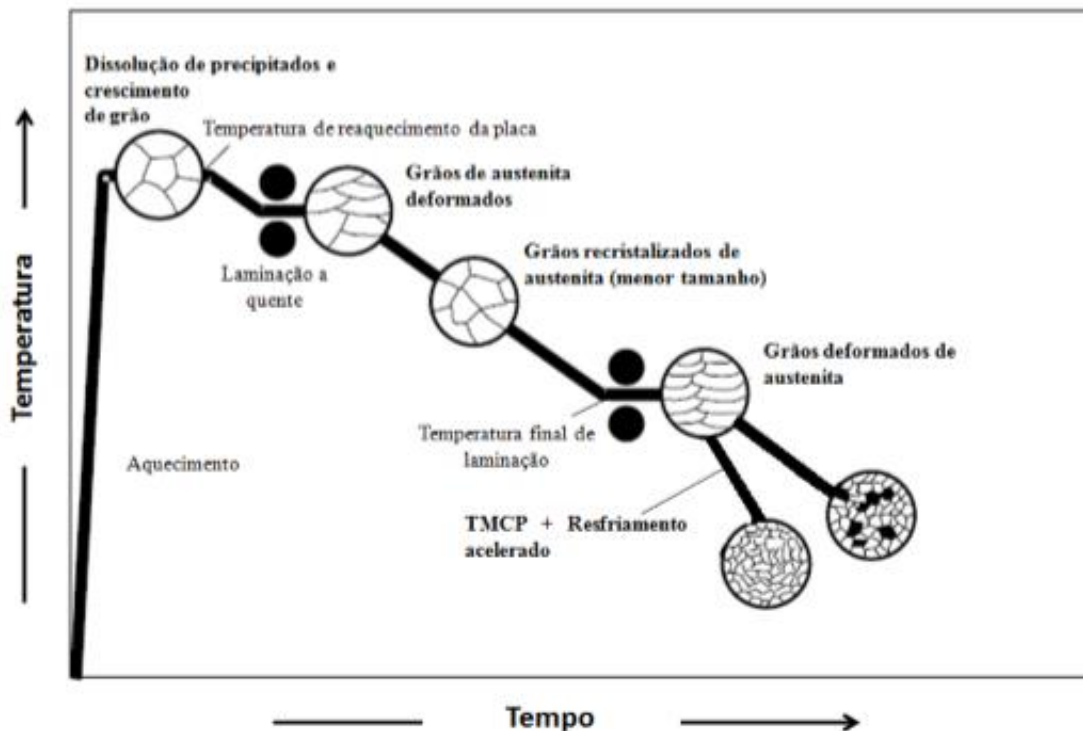 Dissolução de precipitados e
crescimento
de grão
Temperatura de reaquecimento da placa
Grãos de austenita
deformados
Laminação a
quente
Grãos recristalizados de
austenita (menor tamanho)
Grãos deformados de
austenita
Temperatura final de
laminação
Aquecimento
TMCP + Resfriamento
acelerado
Temperatura
Tempo